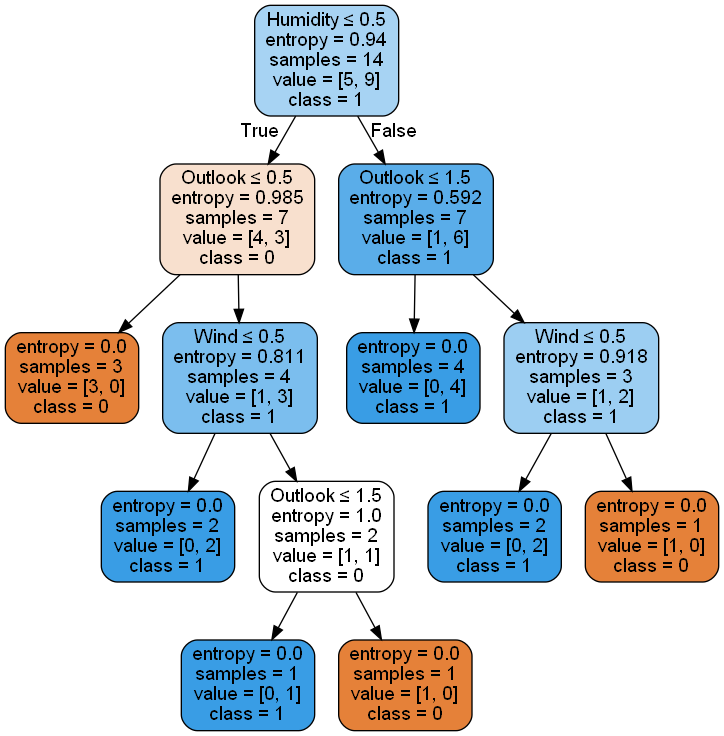 Humidity ≤ 0.5
entropy = 0.94
samples = 14
value = [5, 9]
class = 1
True
False
Outlook ≤ 0.5
entropy = 0.985
samples = 7
value = [4, 3]
class = 0
Outlook ≤ 1.5
entropy = 0.592
samples = 7
value = [1, 6]
class = 1
entropy = 0.0
samples = 3
value = [3, 0]
class = 0
Wind ≤ 0.5
entropy = 0.811
samples = 4
value = [1, 3]
class = 1
entropy = 0.0
samples = 4
value = [0, 4]
class = 1
Wind ≤ 0.5
entropy = 0.918
samples = 3
value = [1, 2]
class = 1
entropy = 0.0
samples = 2
value = [0, 2]
class = 1
Outlook ≤ 1.5
entropy = 1.0
samples = 2
value = [1, 1]
class = 0
entropy = 0.0
samples = 2
value = [0, 2]
class = 1
entropy = 0.0
samples = 1
value = [1, 0]
class = 0
entropy = 0.0
samples = 1
value = [0, 1]
class = 1
entropy = 0.0
samples = 1
value = [1, 0]
class = 0